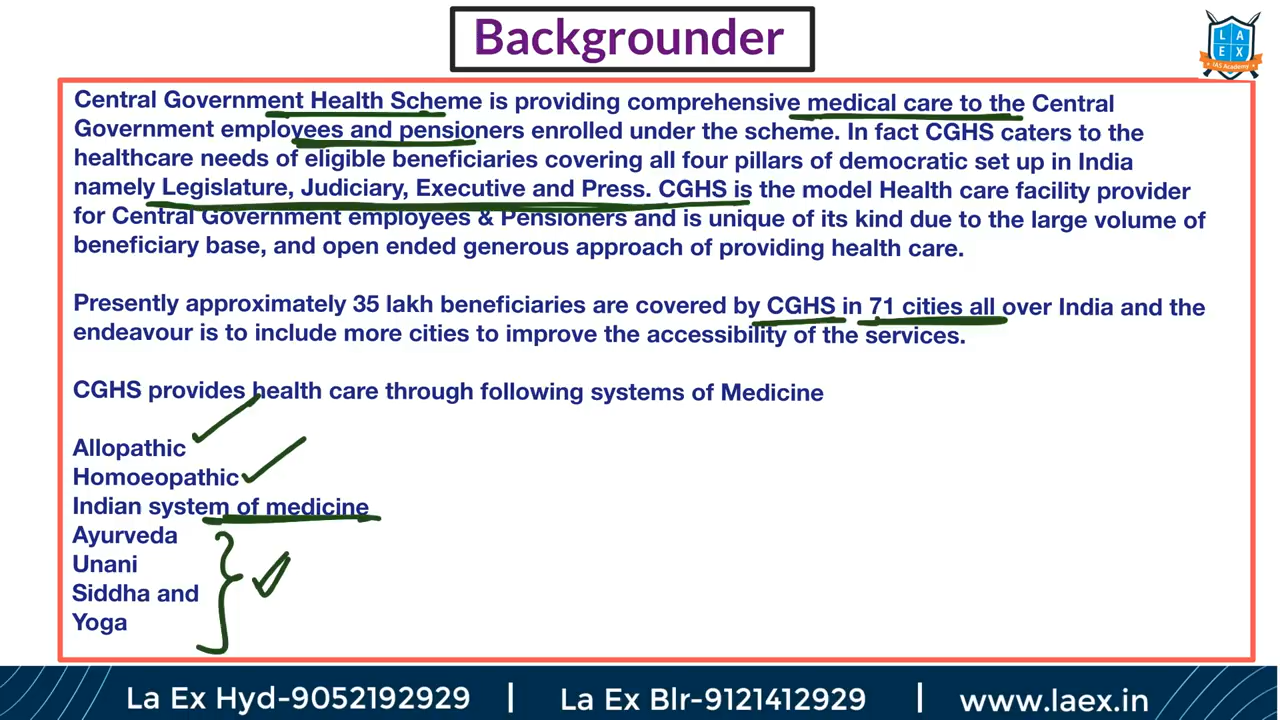 Backgrounder
L A
E X
IAS Academy
Central Government Health Scheme is providing comprehensive medical care to the Central
Government employees and pensioners enrolled under the scheme. In fact CGHS caters to the
healthcare needs of eligible beneficiaries covering all four pillars of democratic set up in India
namely Legislature, Judiciary, Executive and Press. CGHS is the model Health care facility provider
for Central Government employees & Pensioners and is unique of its kind due to the large volume of
beneficiary base, and open ended generous approach of providing health care.
Presently approximately 35 lakh beneficiaries are covered by CGHS in 71 cities all over India and the
endeavour is to include more cities to improve the accessibility of the services.
CGHS provides health care through following systems of Medicine
Allopathic
Homoeopathic
Indian system of medicine
Ayurveda
Unani
Siddha and
Yoga
La Ex Hyd-9052192929 | La Ex Blr-9121412929 | www.laex.in